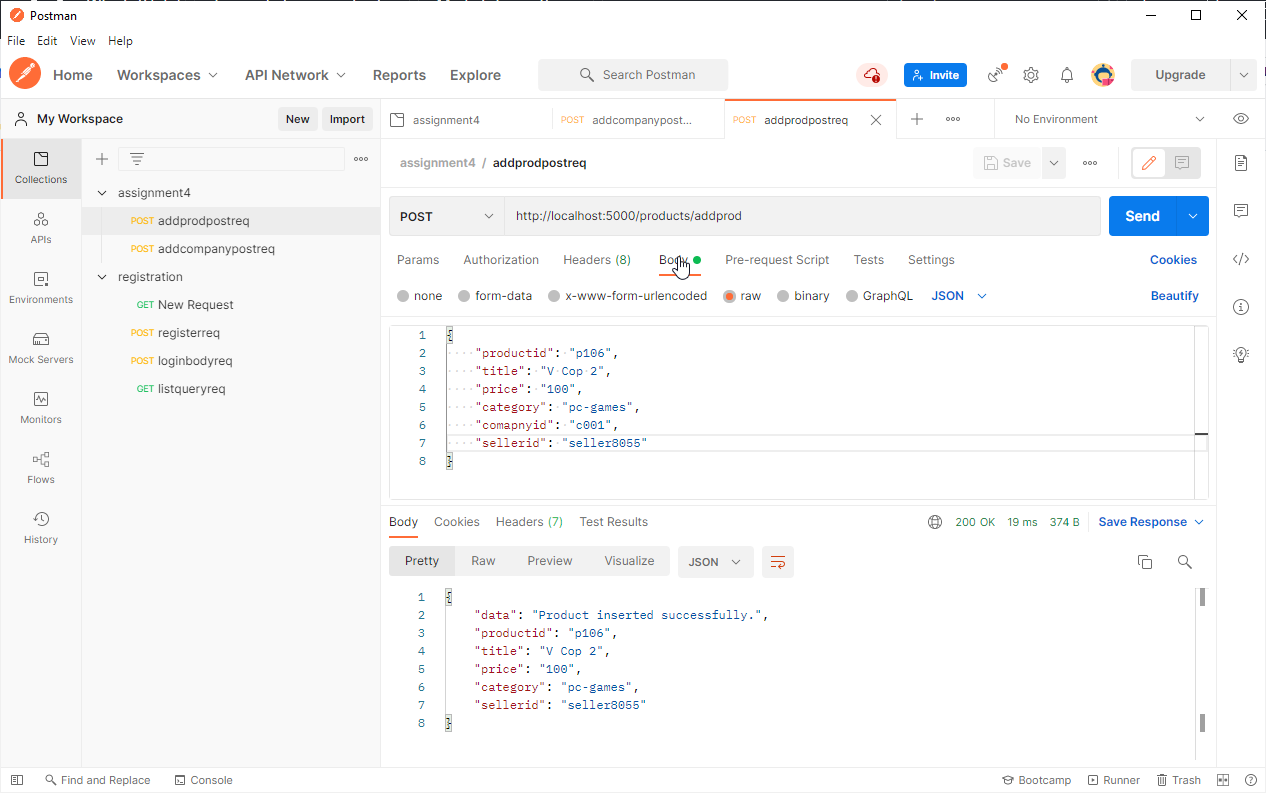 Postman
File Edit View Help
Home Workspaces API Network Reports Explore Search Postman Invite Upgrade
My Workspace New Import
assignment4 POST addcompanypost... POST addprodpostreq No Environment
Collections
APIs
Environments
Mock Servers
Monitors
Flows
History
assignment4
POST addprodpostreq
POST addcompanypostreq
registration
GET New Request
POST registerreq
POST loginbodyreq
GET listqueryreq
assignment4 / addprodpostreq Save
POST http://localhost:5000/products/addprod Send
Params Authorization Headers (8) Body Pre-request Script Tests Settings Cookies
none form-data x-www-form-urlencoded raw binary GraphQL JSON Beautify
1 {
2 ····"productid":·"p106",
3 ····"title":·"V·Cop·2",
4 ····"price":·"100",
5 ····"category":·"pc-games",
6 ····"comapnyid":·"c001",
7 ····"sellerid":·"seller8055"
8 }
Body Cookies Headers (7) Test Results 200 OK 19 ms 374 B Save Response
Pretty Raw Preview Visualize JSON
1 {
2 "data": "Product inserted successfully.",
3 "productid": "p106",
4 "title": "V Cop 2",
5 "price": "100",
6 "category": "pc-games",
7 "sellerid": "seller8055"
8 }
Find and Replace Console Bootcamp Runner Trash